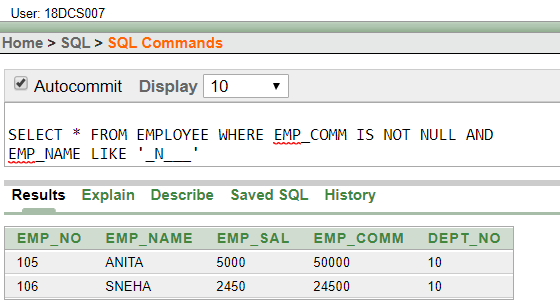 User: 18DCS007
Home > SQL > SQL Commands
Autocommit Display 10
SELECT * FROM EMPLOYEE WHERE EMP_COMM IS NOT NULL AND
EMP_NAME LIKE '_N___'
Results Explain Describe Saved SQL History
EMP_NO EMP_NAME EMP_SAL EMP_COMM DEPT_NO
105 ANITA 5000 50000 10
106 SNEHA 2450 24500 10